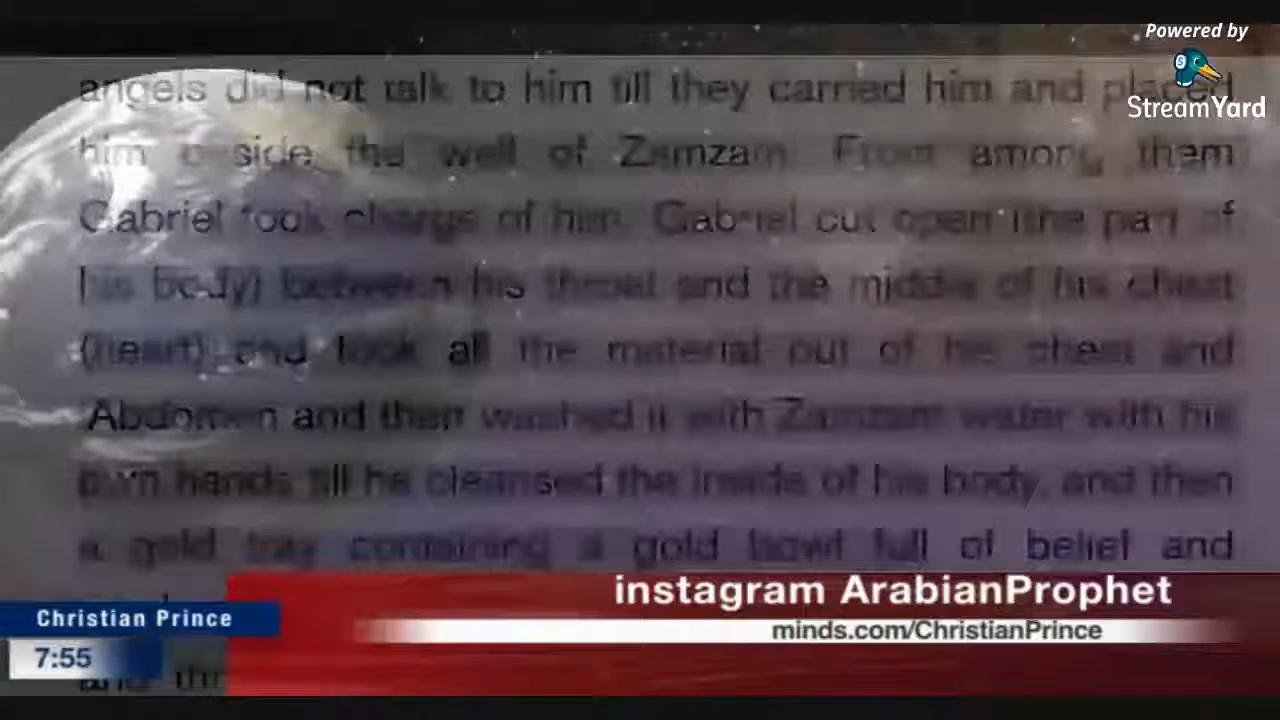 Powered by
StreamYard
angels did not talk to him till they carried him and placed
him beside the well of Zamzam. From among them
Gabriel took charge of him. Gabriel cut open (the part of
his body) between his throat and the middle of his chest
(heart) and took all the material out of his chest and
Abdomen and then washed it with Zamzam water with his
own hands till he cleansed the inside of his body, and then
a gold tray containing a gold bowl full of belief and
instagram ArabianProphet
Christian Prince
minds.com/ChristianPrince
7:55
and